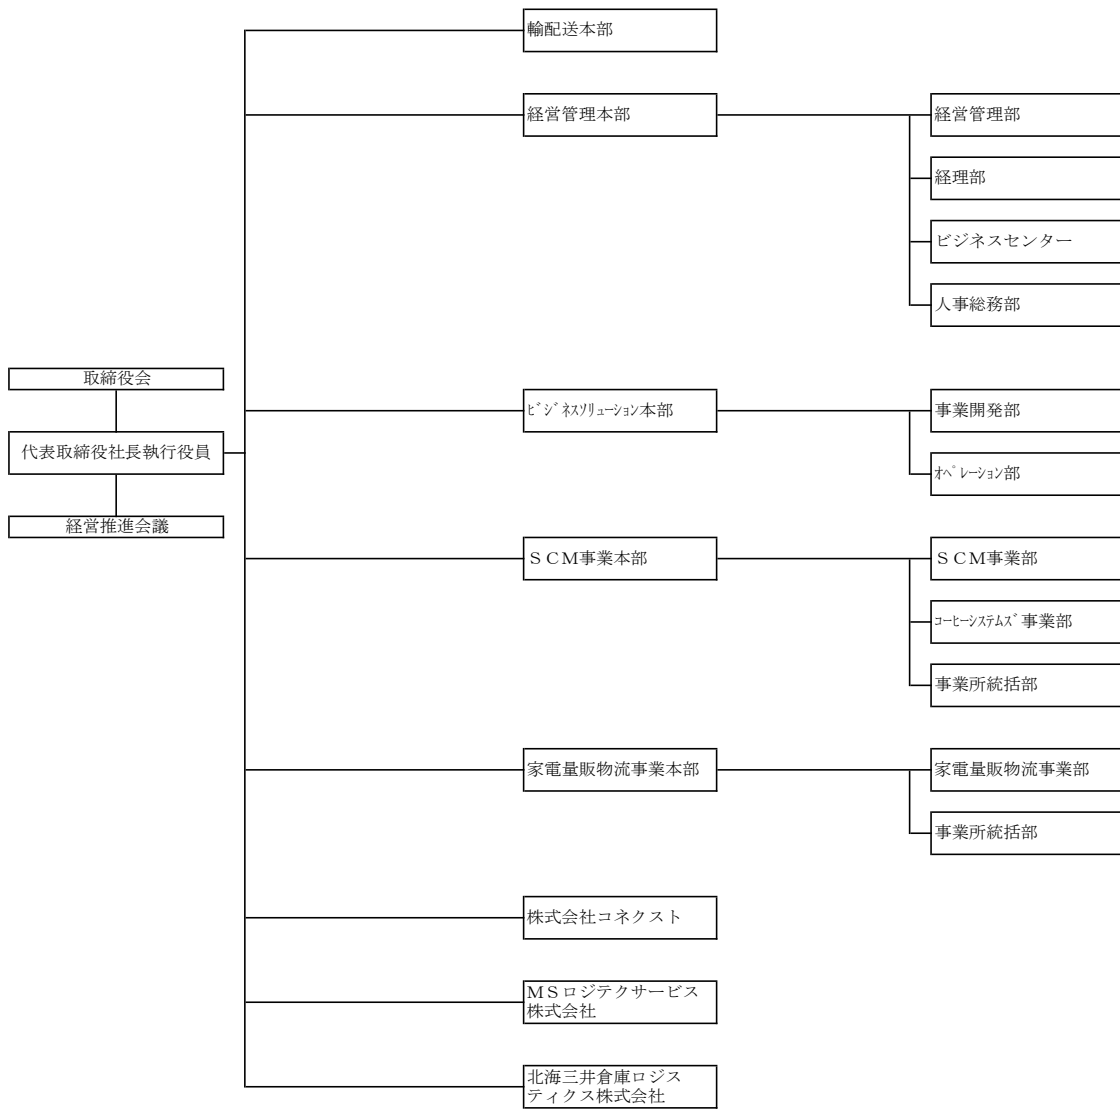 輸配送本部
経営管理本部
経営管理部
経理部
ビジネスセンター
人事総務部
取締役会
代表取締役社長執行役員
経営推進会議
ﾋﾞｼﾞﾈｽｿﾘｭｰｼｮﾝ本部
事業開発部
ｵﾍﾟﾚｰｼｮﾝ部
ＳＣＭ事業本部
ＳＣＭ事業部
ｺｰﾋｰｼｽﾃﾑｽﾞ事業部
事業所統括部
家電量販物流事業本部
家電量販物流事業部
事業所統括部
株式会社コネクスト
ＭＳロジテクサービス
株式会社
北海三井倉庫ロジス
ティクス株式会社